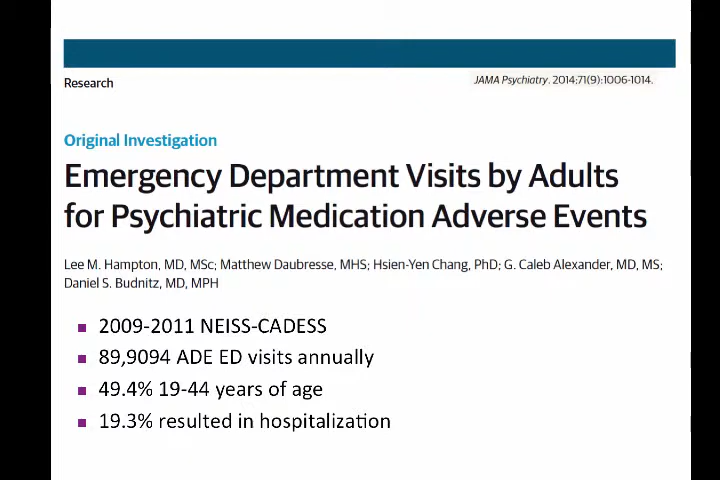 Research
JAMA Psychiatry. 2014;71(9):1006-1014.
Original Investigation
Emergency Department Visits by Adults
for Psychiatric Medication Adverse Events
Lee M. Hampton, MD, MSc; Matthew Daubresse, MHS; Hsien-Yen Chang, PhD; G. Caleb Alexander, MD, MS;
Daniel S. Budnitz, MD, MPH
■ 2009-2011 NEISS-CADESS
■ 89,9094 ADE ED visits annually
■ 49.4% 19-44 years of age
■ 19.3% resulted in hospitalization